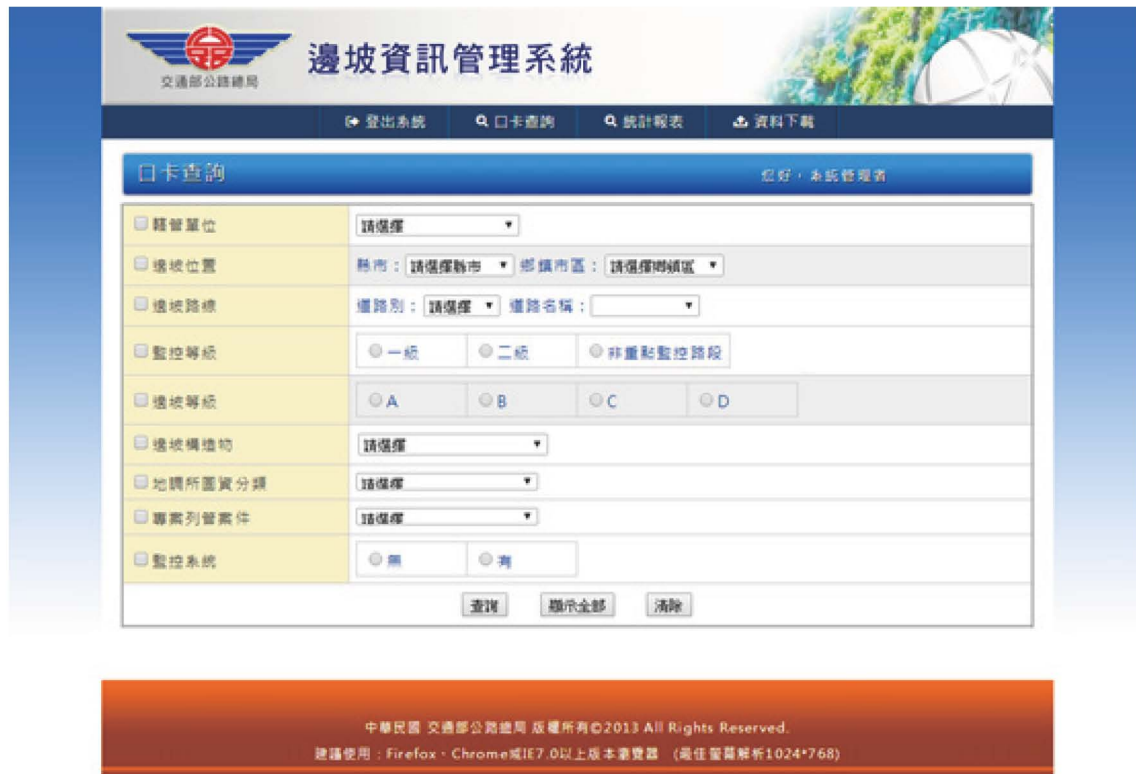 邊坡資訊管理系統
交通部公路總局
登出系統 口卡查詢 統計報表 資料下載
口卡查詢 您好，系統管理者
轄管單位 請選擇
邊坡位置 縣市：請選擇縣市 鄉鎮市區：請選擇鄉鎮區
邊坡路線 道路別：請選擇 道路名稱：
監控等級 一級 二級 非重點監控路段
邊坡等級 A B C D
邊坡構造物 請選擇
地調所圖資分類 請選擇
專案列管案件 請選擇
監控系統 無 有
查詢 顯示全部 清除
中華民國 交通部公路總局 版權所有©2013 All Rights Reserved.
建議使用：Firefox、Chrome或IE7.0以上版本瀏覽器 (最佳螢幕解析1024*768)